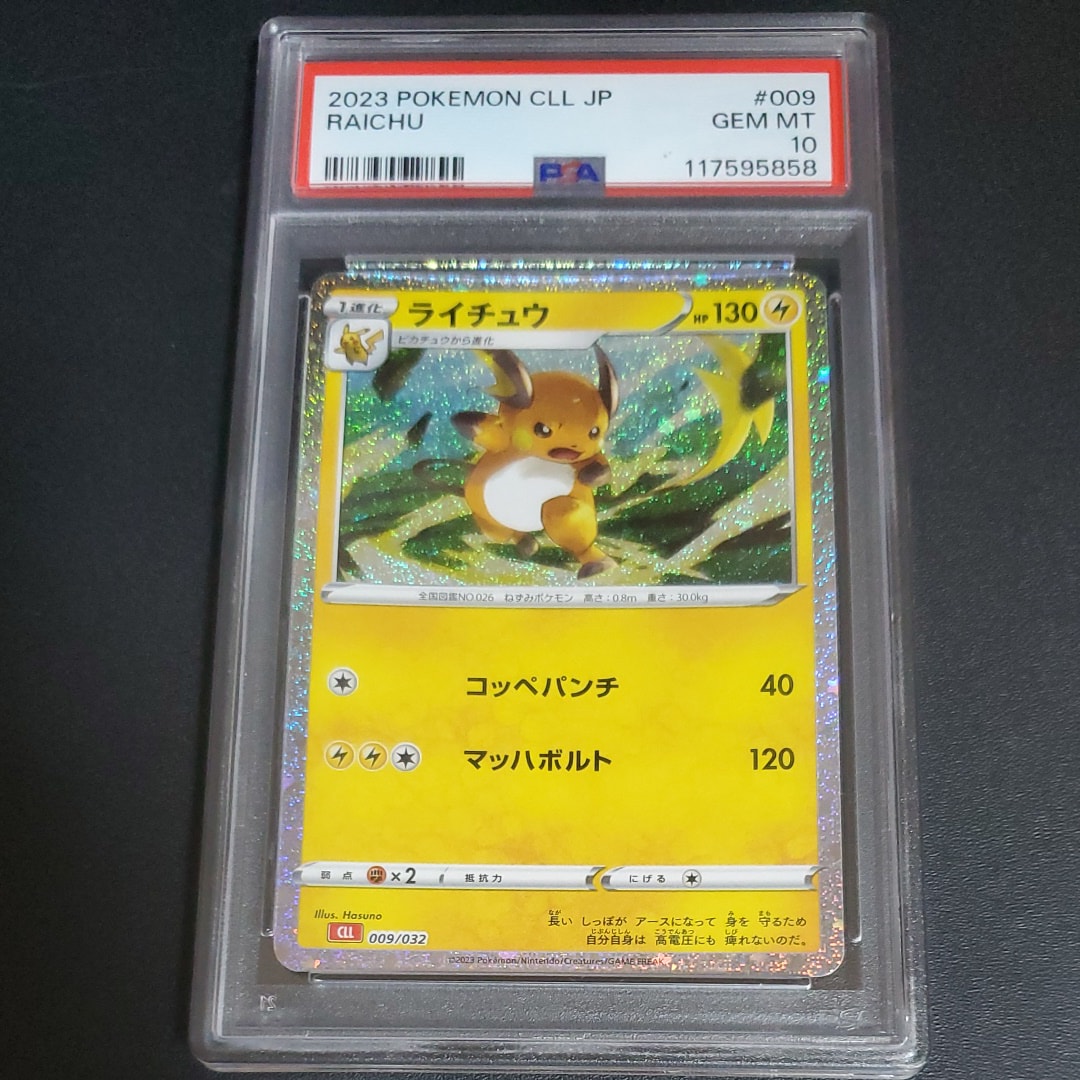 2023 POKEMON CLL JP #009
RAICHU GEM MT
10
PSA 117595858
1進化 ライチュウ HP 130
ピカチュウから進化
全国図鑑NO.026 ねずみポケモン 高さ:0.8m 重さ:30.0kg
コッペパンチ 40
マッハボルト 120
弱点 ×2 抵抗力 にげる
Illus. Hasuno
長い しっぽが アースになって 身を 守るため
自分自身は 高電圧にも 痺れないのだ。
CLL 009/032
©2023 Pokémon/Nintendo/Creatures/GAME FREAK